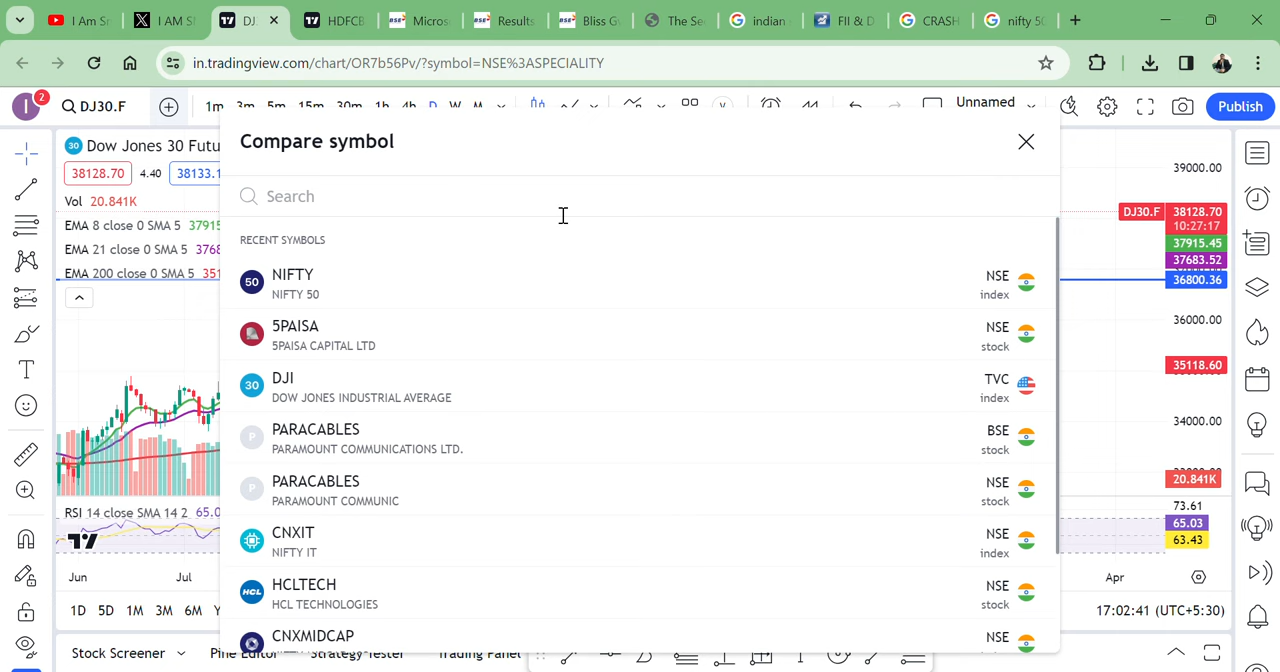 I Am Sr
I AM S
DJ
HDFCB
Micros
Results
Bliss G
The Se
indian
FII & D
CRASH
nifty 50
in.tradingview.com/chart/OR7b56Pv/?symbol=NSE%3ASPECIALITY
I
2
DJ30.F
1m 3m 5m 15m 30m 1h 4h D W M
Unnamed
Publish
30 Dow Jones 30 Futu
38128.70 4.40 38133.1
Vol 20.841K
EMA 8 close 0 SMA 5 37915
EMA 21 close 0 SMA 5 3768
EMA 200 close 0 SMA 5 351
RSI 14 close SMA 14 2 65.0
Jun Jul
1D 5D 1M 3M 6M Y
Compare symbol
Search
RECENT SYMBOLS
50 NIFTY NSE
NIFTY 50 index
5PAISA NSE
5PAISA CAPITAL LTD stock
30 DJI TVC
DOW JONES INDUSTRIAL AVERAGE index
P PARACABLES BSE
PARAMOUNT COMMUNICATIONS LTD. stock
P PARACABLES NSE
PARAMOUNT COMMUNIC stock
CNXIT NSE
NIFTY IT index
HCL HCLTECH NSE
HCL TECHNOLOGIES stock
CNXMIDCAP NSE
39000.00
DJ30.F 38128.70
10:27:17
37915.45
37683.52
36800.36
36000.00
35118.60
34000.00
20.841K
73.61
65.03
63.43
Apr
17:02:41 (UTC+5:30)
Stock Screener Pine Editor Strategy Tester Trading Panel